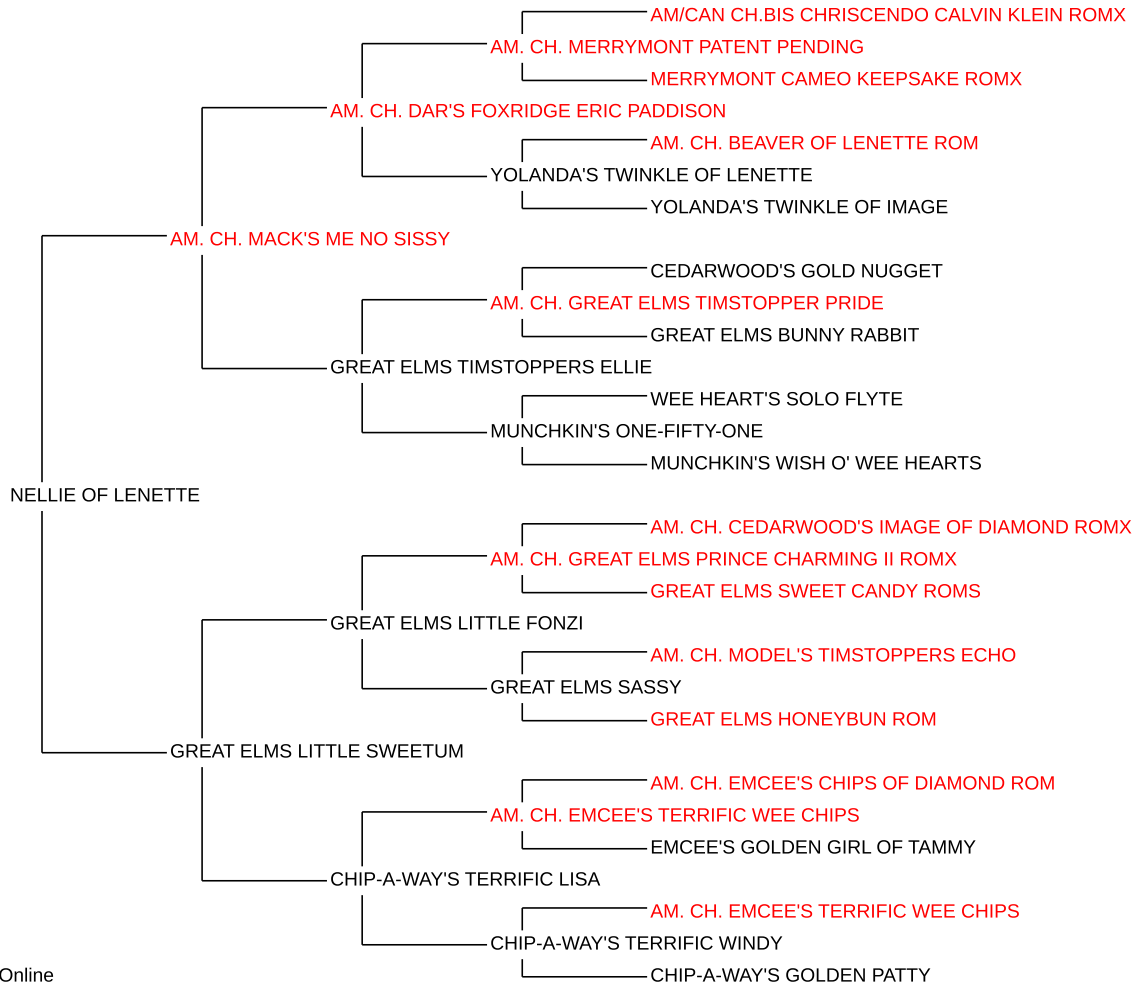 AM/CAN CH.BIS CHRISCENDO CALVIN KLEIN ROMX
AM. CH. MERRYMONT PATENT PENDING
MERRYMONT CAMEO KEEPSAKE ROMX
AM. CH. DAR'S FOXRIDGE ERIC PADDISON
AM. CH. BEAVER OF LENETTE ROM
YOLANDA'S TWINKLE OF LENETTE
YOLANDA'S TWINKLE OF IMAGE
AM. CH. MACK'S ME NO SISSY
CEDARWOOD'S GOLD NUGGET
AM. CH. GREAT ELMS TIMSTOPPER PRIDE
GREAT ELMS BUNNY RABBIT
GREAT ELMS TIMSTOPPERS ELLIE
WEE HEART'S SOLO FLYTE
MUNCHKIN'S ONE-FIFTY-ONE
MUNCHKIN'S WISH O' WEE HEARTS
NELLIE OF LENETTE
AM. CH. CEDARWOOD'S IMAGE OF DIAMOND ROMX
AM. CH. GREAT ELMS PRINCE CHARMING II ROMX
GREAT ELMS SWEET CANDY ROMS
GREAT ELMS LITTLE FONZI
AM. CH. MODEL'S TIMSTOPPERS ECHO
GREAT ELMS SASSY
GREAT ELMS HONEYBUN ROM
GREAT ELMS LITTLE SWEETUM
AM. CH. EMCEE'S CHIPS OF DIAMOND ROM
AM. CH. EMCEE'S TERRIFIC WEE CHIPS
EMCEE'S GOLDEN GIRL OF TAMMY
CHIP-A-WAY'S TERRIFIC LISA
AM. CH. EMCEE'S TERRIFIC WEE CHIPS
CHIP-A-WAY'S TERRIFIC WINDY
CHIP-A-WAY'S GOLDEN PATTY
Online